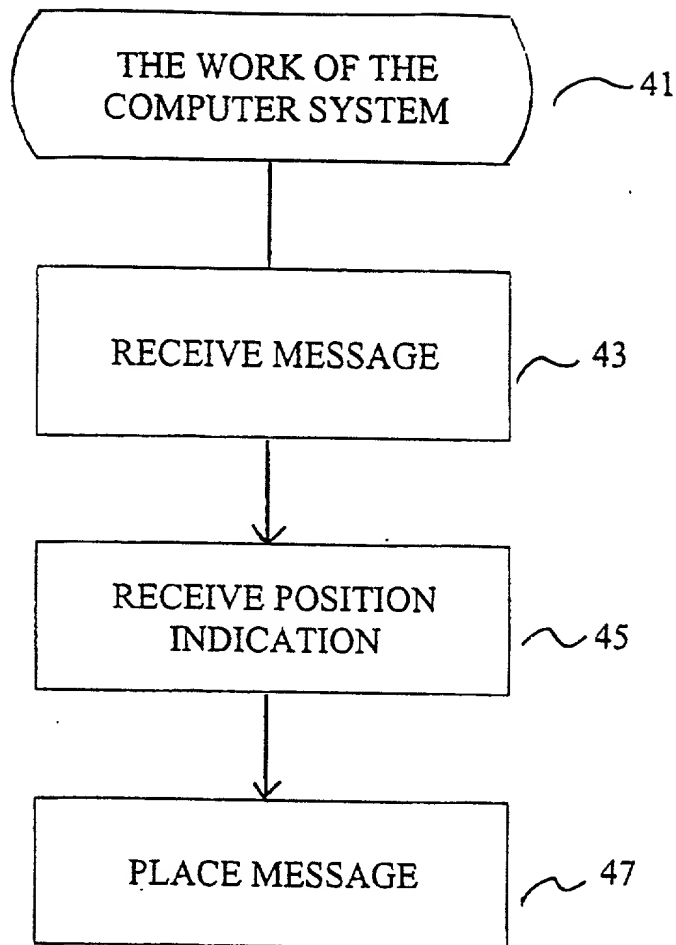 THE WORK OF THE
COMPUTER SYSTEM
41
RECEIVE MESSAGE
43
RECEIVE POSITION
INDICATION
45
PLACE MESSAGE
47